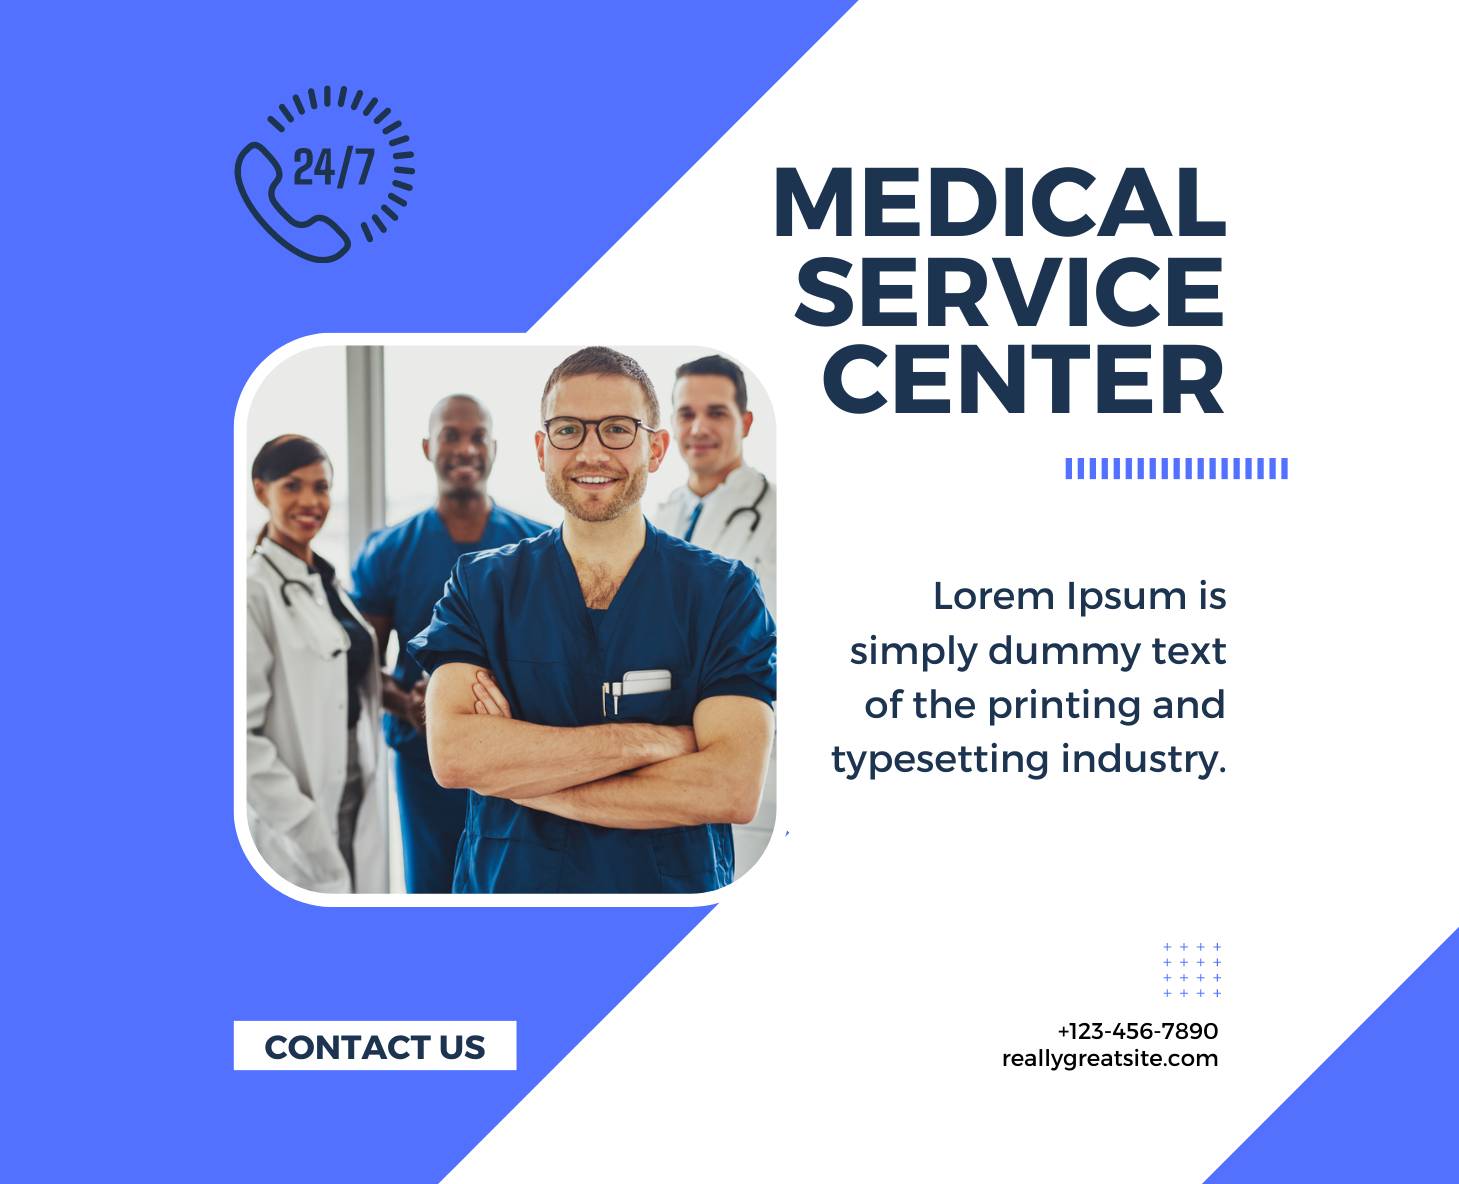 24/7
MEDICAL
SERVICE
CENTER
Lorem Ipsum is
simply dummy text
of the printing and
typesetting industry.
CONTACT US
+123-456-7890
reallygreatsite.com